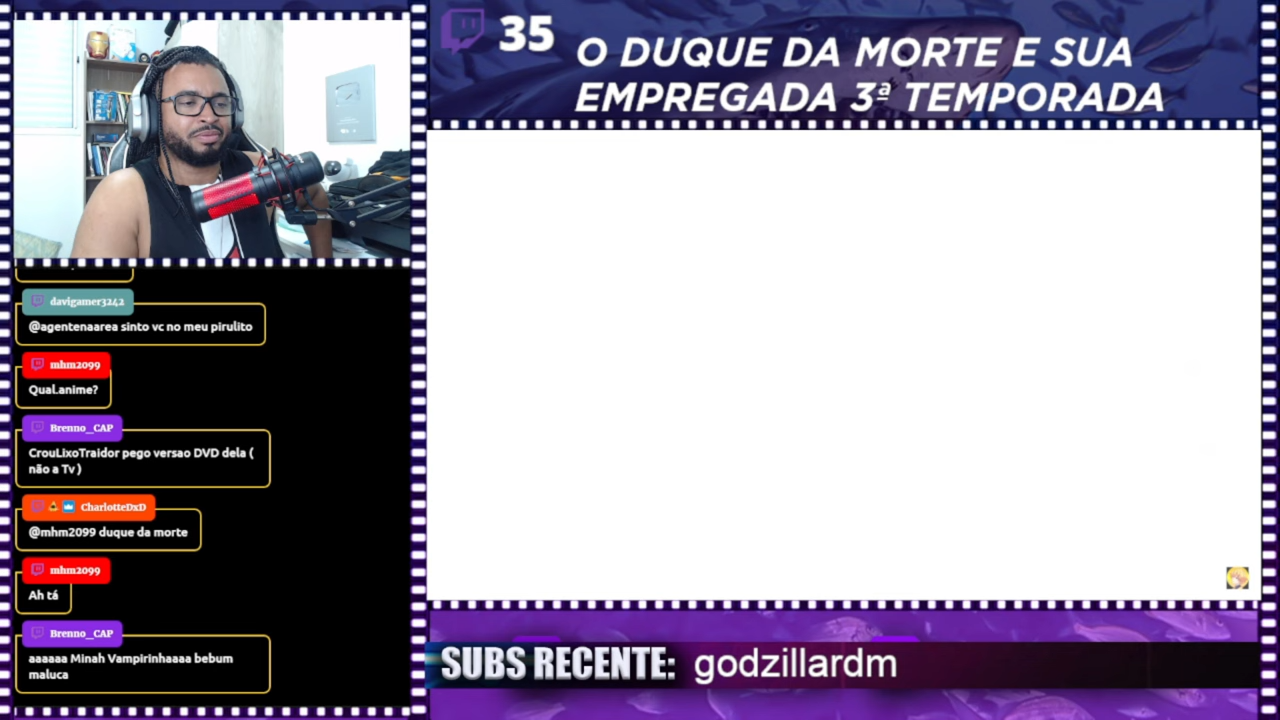 35
O DUQUE DA MORTE E SUA
EMPREGADA 3ª TEMPORADA
davigamer3242
@agentenaarea sinto vc no meu pirulito
mhm2099
Qual.anime?
Brenno_CAP
CrouLixoTraidor pego versao DVD dela (
não a Tv )
CharlotteDxD
@mhm2099 duque da morte
mhm2099
Ah tá
Brenno_CAP
aaaaaa Minah Vampirinhaaaa bebum
maluca
SUBS RECENTE: godzillardm